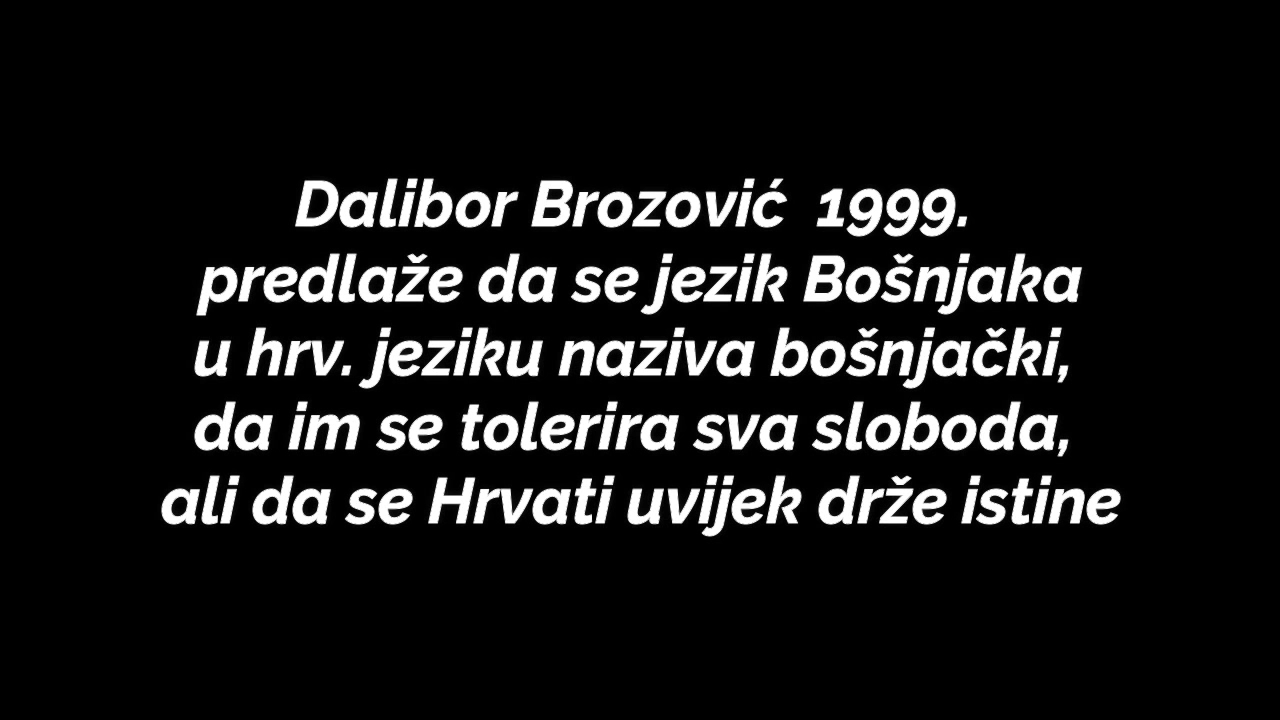 Dalibor Brozović  1999.
predlaže da se jezik Bošnjaka
u hrv. jeziku naziva bošnjački,
da im se tolerira sva sloboda,
ali da se Hrvati uvijek drže istine